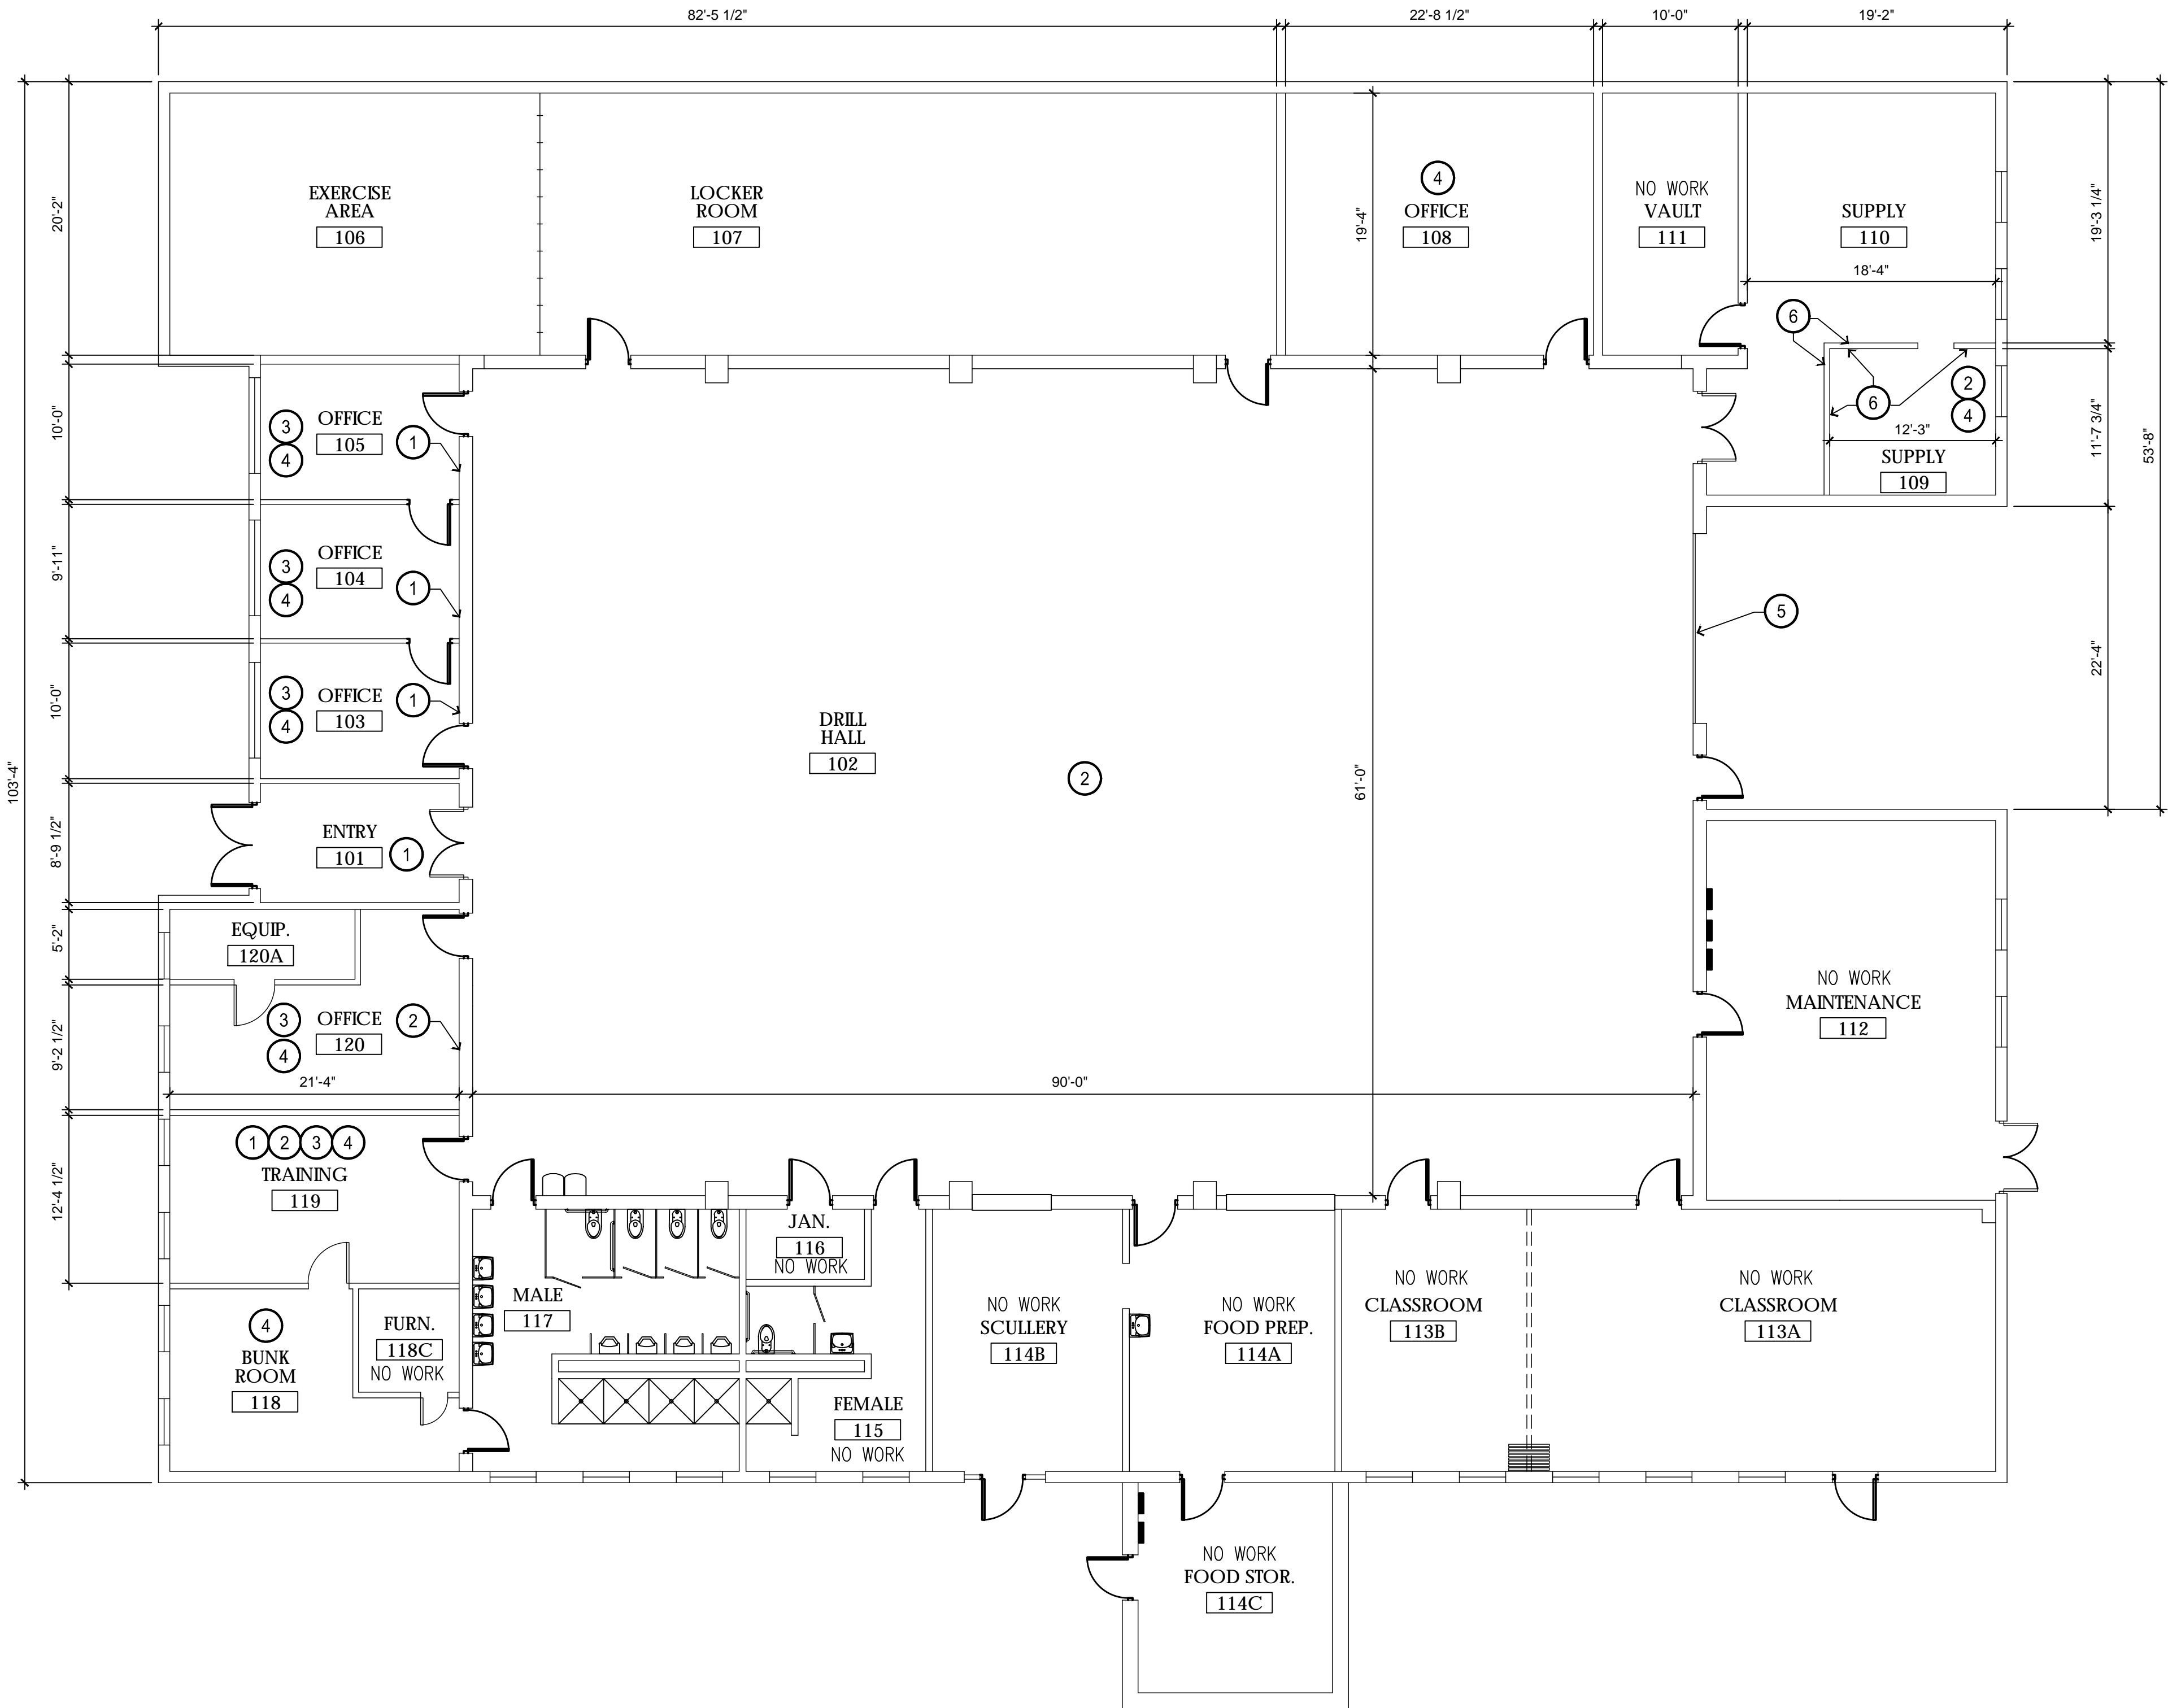 82'-5 1/2"
22'-8 1/2"
10'-0"
19'-2"
103'-4"
20'-2"
10'-0"
9'-11"
10'-0"
8'-9 1/2"
5'-2"
9'-2 1/2"
12'-4 1/2"
EXERCISE
AREA
106
LOCKER
ROOM
107
19'-4"
4
OFFICE
108
NO WORK
VAULT
111
SUPPLY
110
18'-4"
19'-3 1/4"
11'-7 3/4"
53'-8"
22'-4"
6
6
2
4
12'-3"
SUPPLY
109
3
4
OFFICE
105
1
3
4
OFFICE
104
1
3
4
OFFICE
103
1
5
DRILL
HALL
102
2
61'-0"
ENTRY
101
1
EQUIP.
120A
3
4
OFFICE
120
2
21'-4"
90'-0"
NO WORK
MAINTENANCE
112
1 2 3 4
TRAINING
119
4
BUNK
ROOM
118
FURN.
118C
NO WORK
MALE
117
JAN.
116
NO WORK
FEMALE
115
NO WORK
NO WORK
SCULLERY
114B
NO WORK
FOOD PREP.
114A
NO WORK
CLASSROOM
113B
NO WORK
CLASSROOM
113A
NO WORK
FOOD STOR.
114C